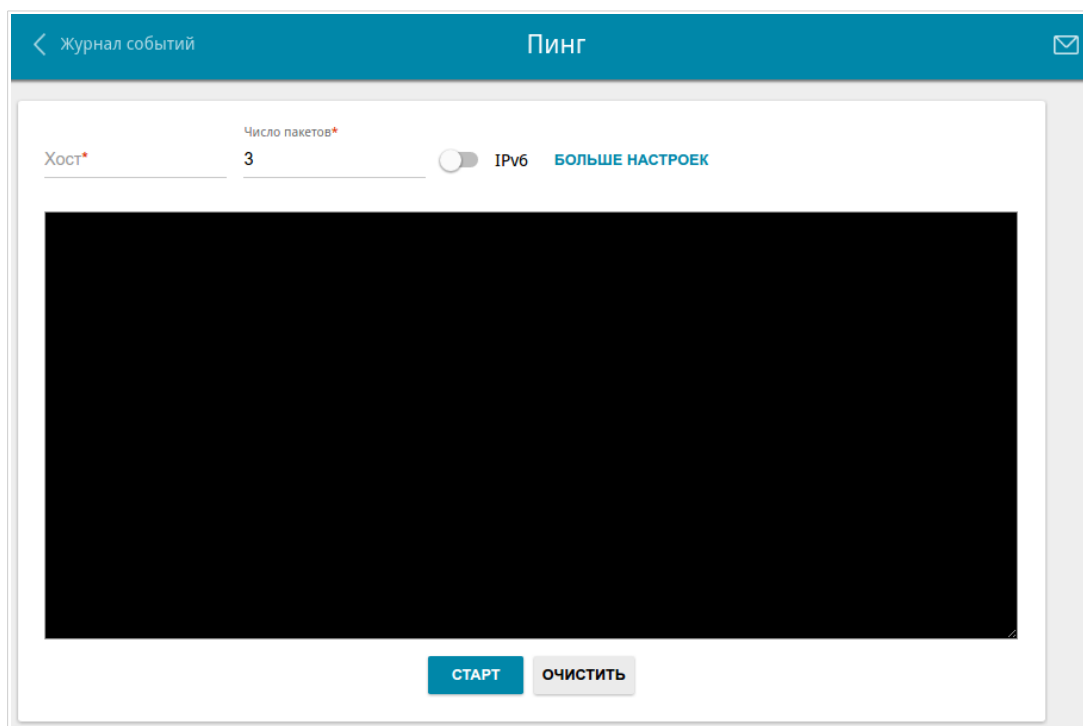 Журнал событий
Пинг
Число пакетов*
Хост*
3
IPv6
БОЛЬШЕ НАСТРОЕК
СТАРТ
ОЧИСТИТЬ